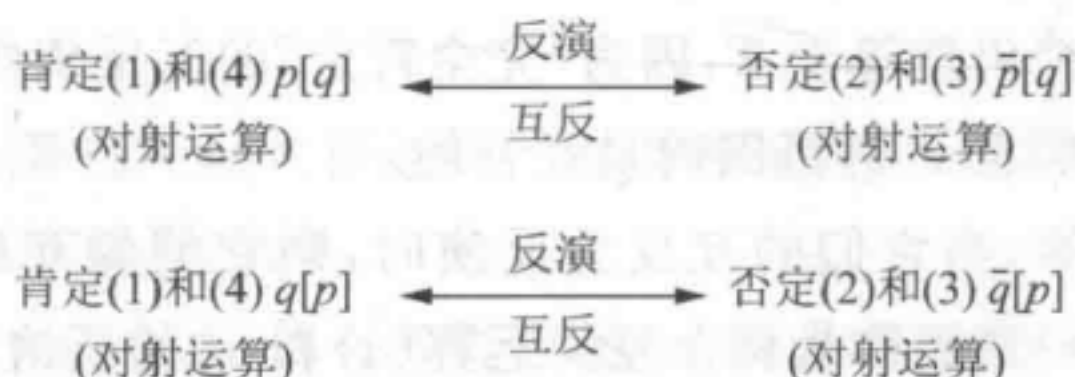 反演
肯定(1)和(4) p[q] 否定(2)和(3) p̄[q]
互反
(对射运算) (对射运算)
反演
肯定(1)和(4) q[p] 否定(2)和(3) q̄[p]
互反
(对射运算) (对射运算)